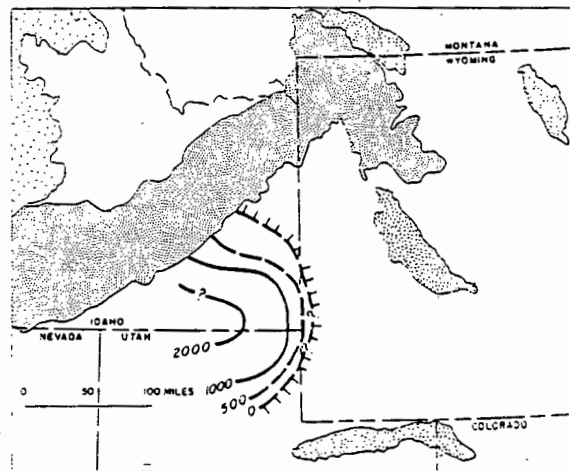 MONTANA
WYOMING
?
IDAHO
NEVADA UTAH
2000
?
?
0 50 100 MILES
1000
500
0
COLORADO